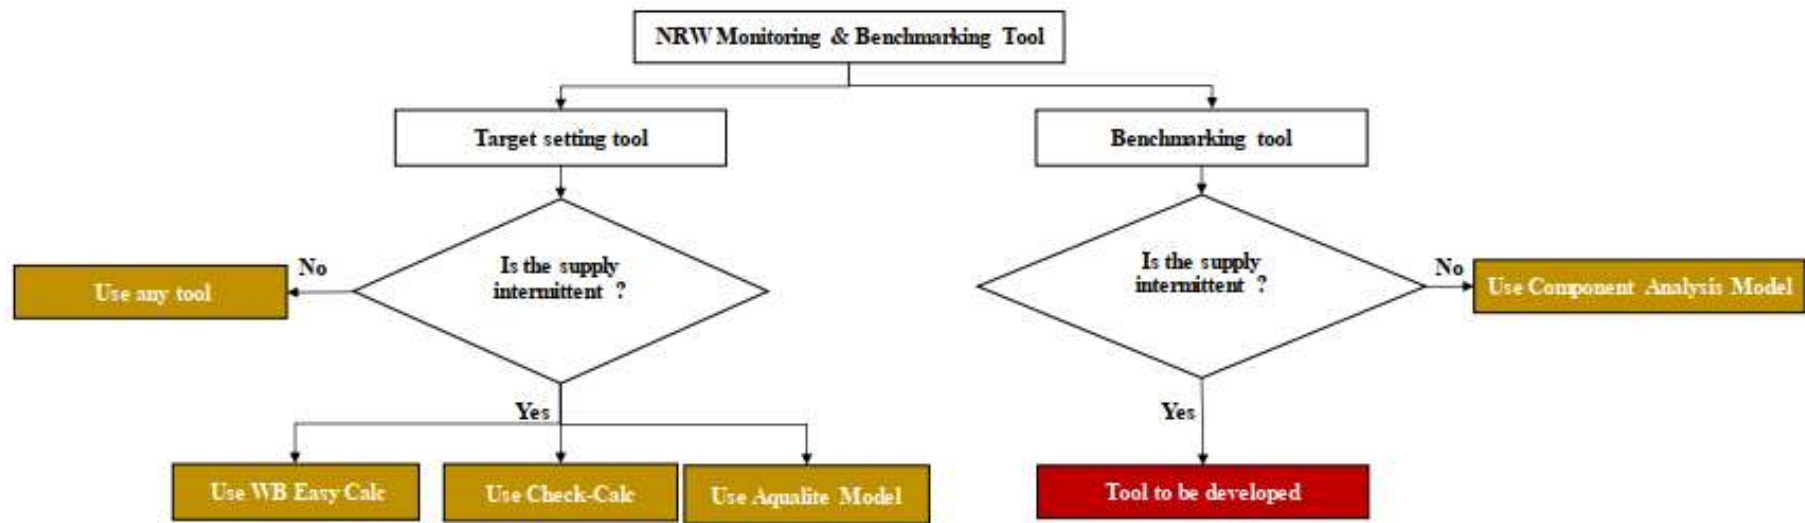 NRW Monitoring & Benchmarking Tool
Target setting tool
Benchmarking tool
Is the supply
intermittent ?
Is the supply
intermittent ?
No
Use any tool
No
Use Component Analysis Model
Yes
Yes
Use WB Easy Calc
Use Check-Calc
Use Aqualite Model
Tool to be developed